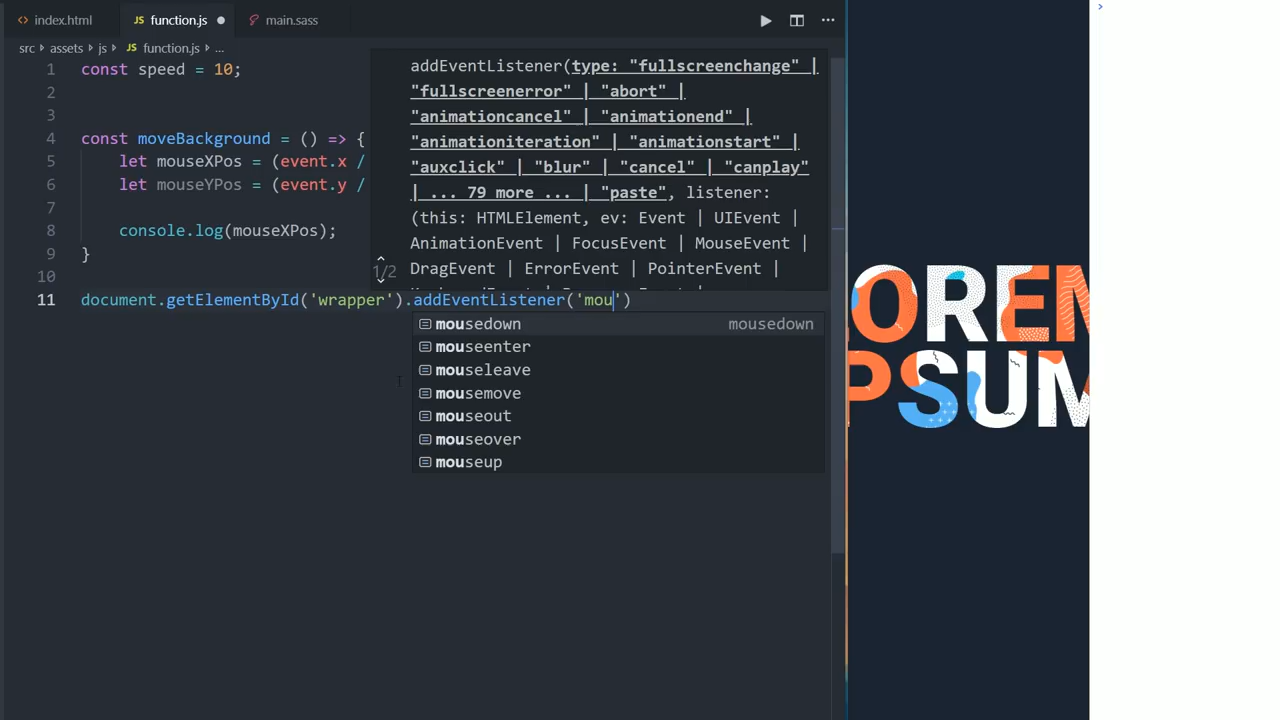 index.html
JS function.js
main.sass
src
assets
js
JS function.js
...
addEventListener(type: "fullscreenchange" |
"fullscreenerror" | "abort" |
"animationcancel" | "animationend" |
"animationiteration" | "animationstart" |
"auxclick" | "blur" | "cancel" | "canplay"
| ... 79 more ... | "paste", listener:
(this: HTMLElement, ev: Event | UIEvent |
AnimationEvent | FocusEvent | MouseEvent |
DragEvent | ErrorEvent | PointerEvent |
1/2
1 const speed = 10;
2
3
4 const moveBackground = () => {
5 let mouseXPos = (event.x /
6 let mouseYPos = (event.y /
7
8 console.log(mouseXPos);
9 }
10
11 document.getElementById('wrapper').addEventListener('mou')
mousedown mousedown
mouseenter
mouseleave
mousemove
mouseout
mouseover
mouseup
OREM
PSUM